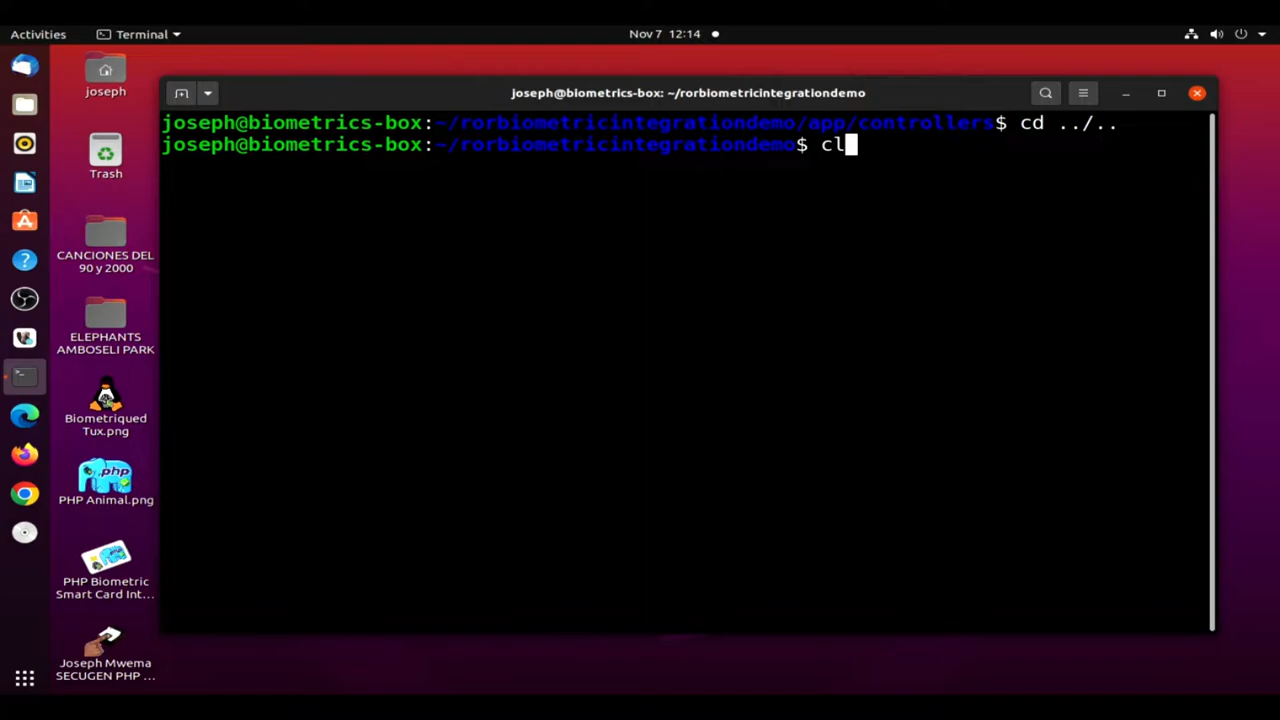 Activities
Terminal
Nov 7 12:14
joseph
Trash
CANCIONES DEL
90 y 2000
ELEPHANTS
AMBOSELI PARK
Biometriqued
Tux.png
php
PHP Animal.png
PHP Biometric
Smart Card Int...
Joseph Mwema
SECUGEN PHP ...
joseph@biometrics-box: ~/rorbiometricintegrationdemo
joseph@biometrics-box:~/rorbiometricintegrationdemo/app/controllers$ cd ../..
joseph@biometrics-box:~/rorbiometricintegrationdemo$ cl